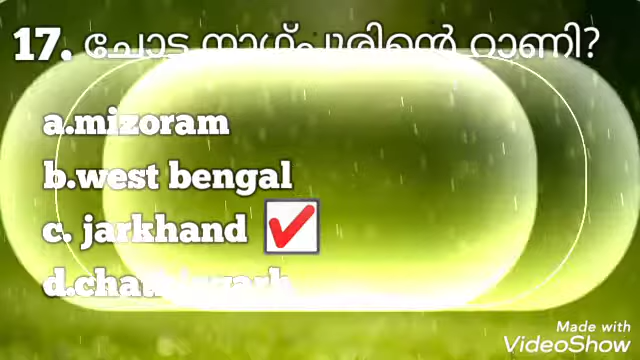 17. ചോട്ട നാഗ്പൂരിന്റെ റാണി?
a.mizoram
b.west bengal
c. jarkhand
Made with
VideoShow